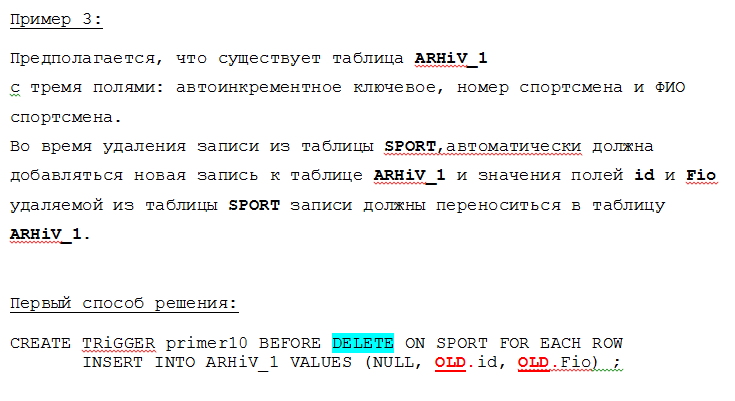 Пример 3:
Предполагается, что существует таблица ARHiV_1
с тремя полями: автоинкрементное ключевое, номер спортсмена и ФИО
спортсмена.
Во время удаления записи из таблицы SPORT,автоматически должна
добавляться новая запись к таблице ARHiV_1 и значения полей id и Fio
удаляемой из таблицы SPORT записи должны переноситься в таблицу
ARHiV_1.
Первый способ решения:
CREATE TRiGGER primer10 BEFORE DELETE ON SPORT FOR EACH ROW
INSERT INTO ARHiV_1 VALUES (NULL, OLD.id, OLD.Fio) ;